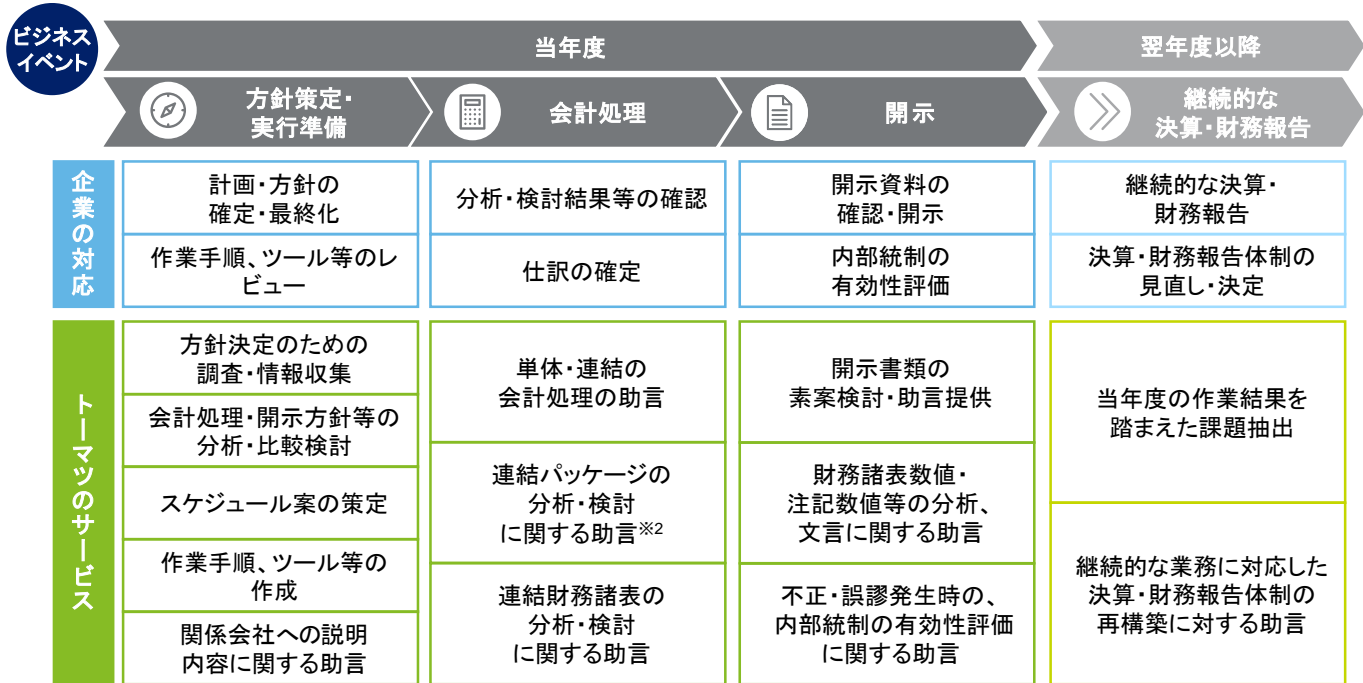 ビジネス
イベント
当年度
翌年度以降
方針策定・
実行準備
会計処理
開示
継続的な
決算・財務報告
企業の対応
計画・方針の
確定・最終化
作業手順、ツール等のレ
ビュー
分析・検討結果等の確認
仕訳の確定
開示資料の
確認・開示
内部統制の
有効性評価
継続的な決算・
財務報告
決算・財務報告体制の
見直し・決定
トーマツのサービス
方針決定のための
調査・情報収集
会計処理・開示方針等の
分析・比較検討
スケジュール案の策定
作業手順、ツール等の
作成
関係会社への説明
内容に関する助言
単体・連結の
会計処理の助言
連結パッケージの
分析・検討
に関する助言※2
連結財務諸表の
分析・検討
に関する助言
開示書類の
素案検討・助言提供
財務諸表数値・
注記数値等の分析、
文言に関する助言
不正・誤謬発生時の、
内部統制の有効性評価
に関する助言
当年度の作業結果を
踏まえた課題抽出
継続的な業務に対応した
決算・財務報告体制の
再構築に対する助言